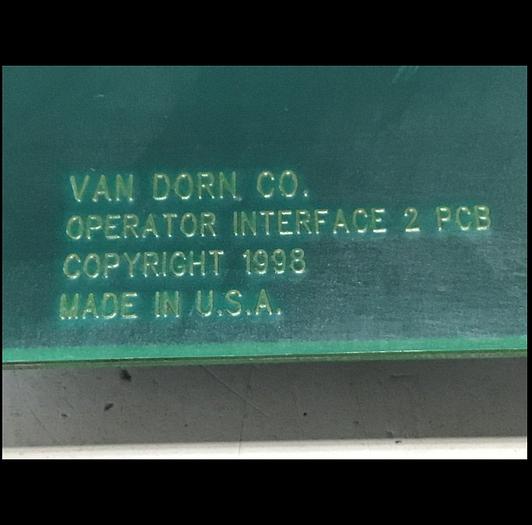 VAN DORN CO.
OPERATOR INTERFACE 2 PCB
COPYRIGHT 1998
MADE IN U.S.A.